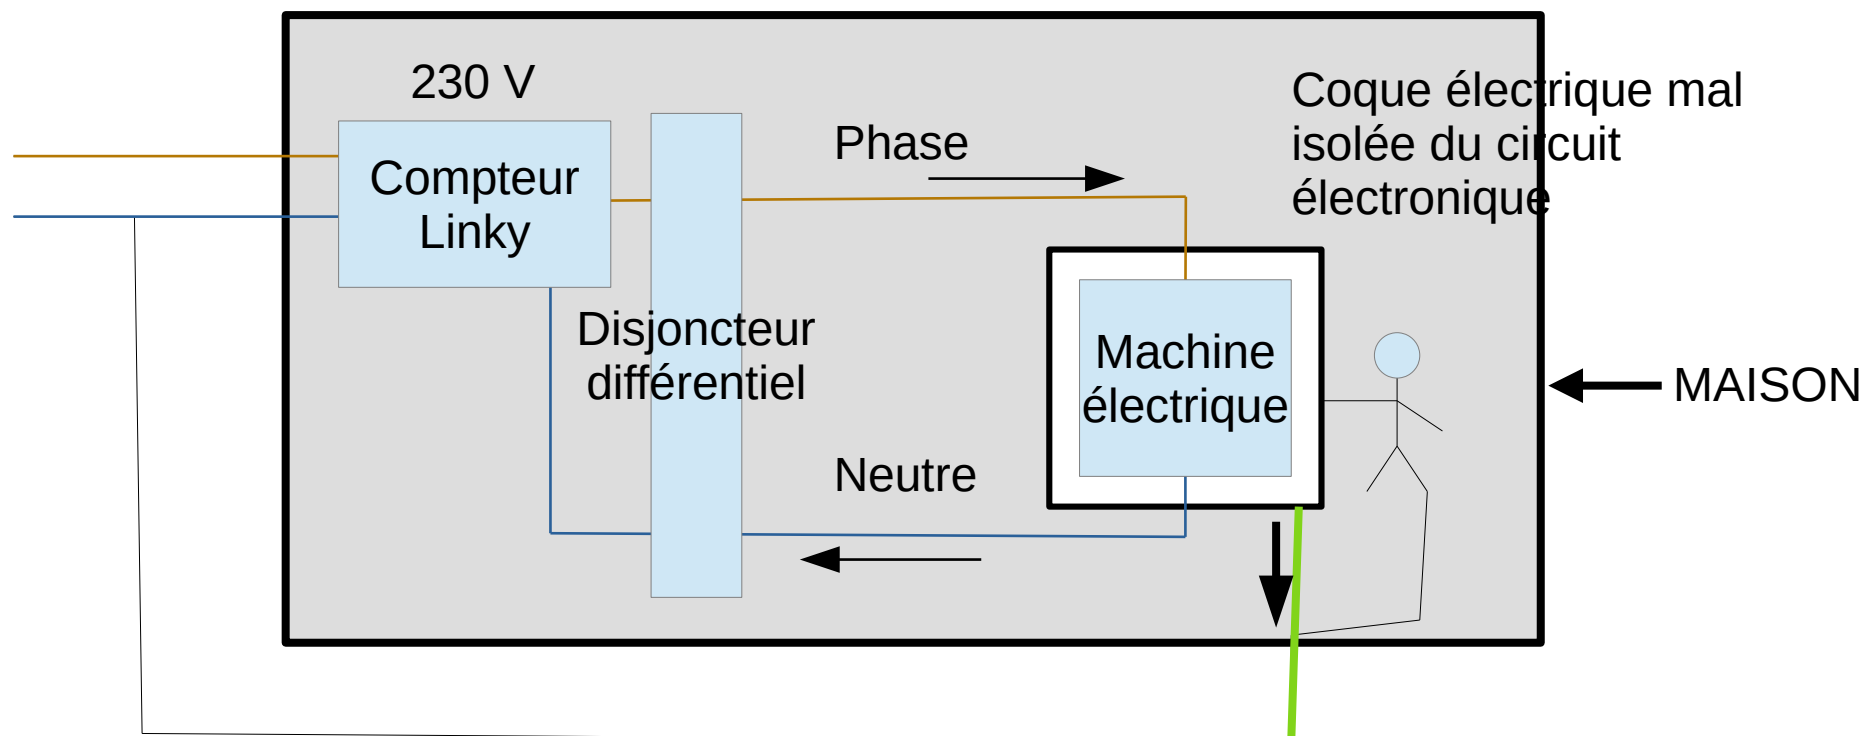 230 V
Compteur
Linky
Phase
Coque électrique mal
isolée du circuit
électronique
Disjoncteur
différentiel
Machine
électrique
MAISON
Neutre